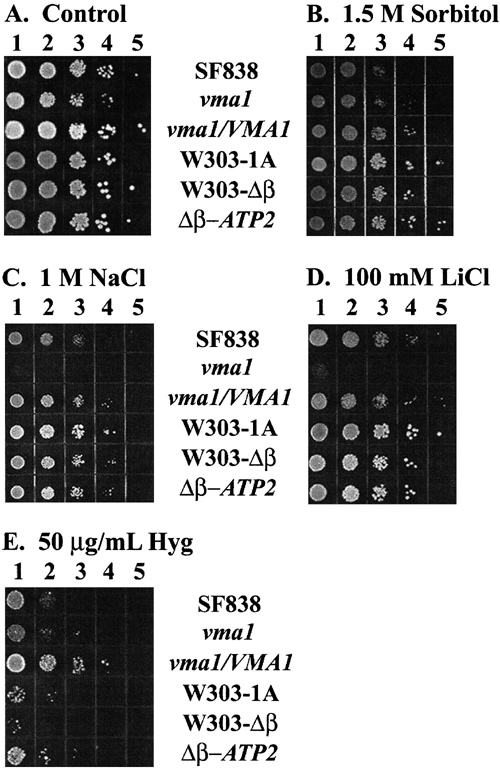 A. Control
B. 1.5 M Sorbitol
1 2 3 4 5
1 2 3 4 5
SF838
vma1
vma1/VMA1
W303-1A
W303-Δβ
Δβ–ATP2
C. 1 M NaCl
D. 100 mM LiCl
1 2 3 4 5
1 2 3 4 5
SF838
vma1
vma1/VMA1
W303-1A
W303-Δβ
Δβ–ATP2
E. 50 μg/mL Hyg
1 2 3 4 5
SF838
vma1
vma1/VMA1
W303-1A
W303-Δβ
Δβ–ATP2